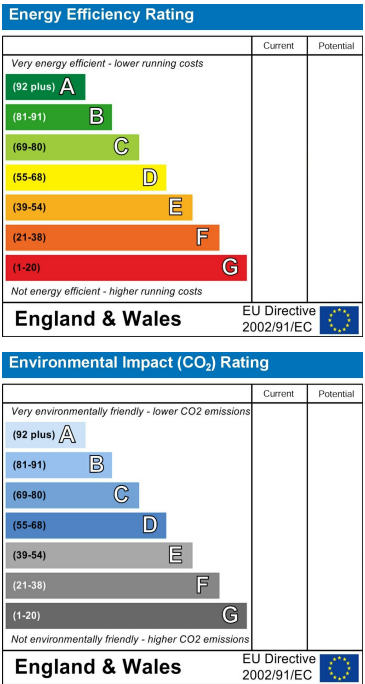 Energy Efficiency Rating
Current Potential
Very energy efficient - lower running costs
(92 plus) A
(81-91) B
(69-80) C
(55-68) D
(39-54) E
(21-38) F
(1-20) G
Not energy efficient - higher running costs
England & Wales EU Directive 2002/91/EC
Environmental Impact (CO₂) Rating
Current Potential
Very environmentally friendly - lower CO2 emissions
(92 plus) A
(81-91) B
(69-80) C
(55-68) D
(39-54) E
(21-38) F
(1-20) G
Not environmentally friendly - higher CO2 emissions
England & Wales EU Directive 2002/91/EC